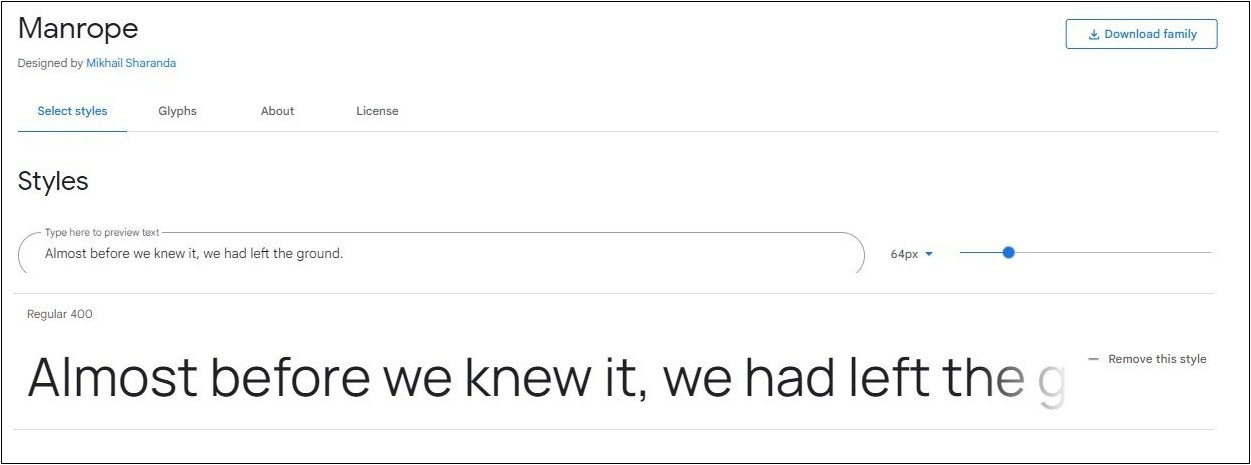 Manrope
Download family
Designed by Mikhail Sharanda
Select styles Glyphs About License
Styles
Type here to preview text
Almost before we knew it, we had left the ground.
64px
Regular 400
Almost before we knew it, we had left the g
Remove this style